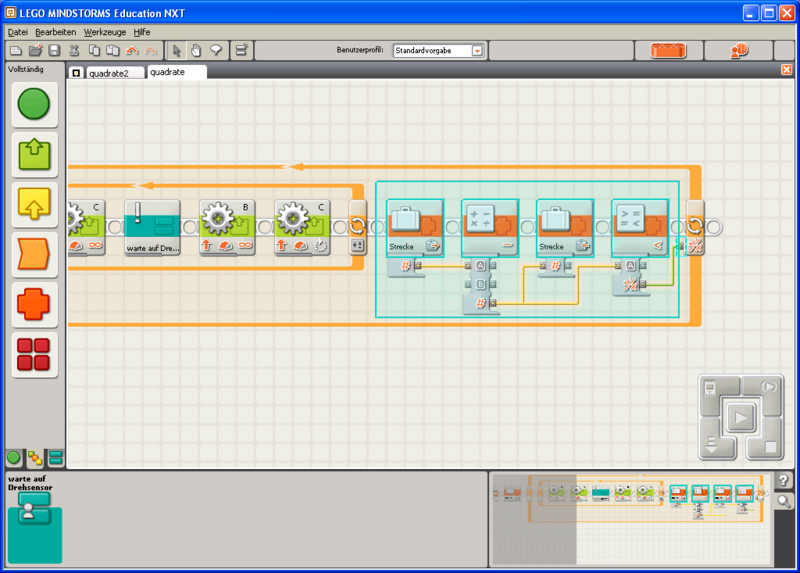 LEGO MINDSTORMS Education NXT
Datei Bearbeiten Werkzeuge Hilfe
Benutzerprofil: Standardvorgabe
Vollständig
quadrate2 quadrate
C B C
warte auf Dre...
Strecke
Strecke
A
B
A
warte auf
Drehsensor
?